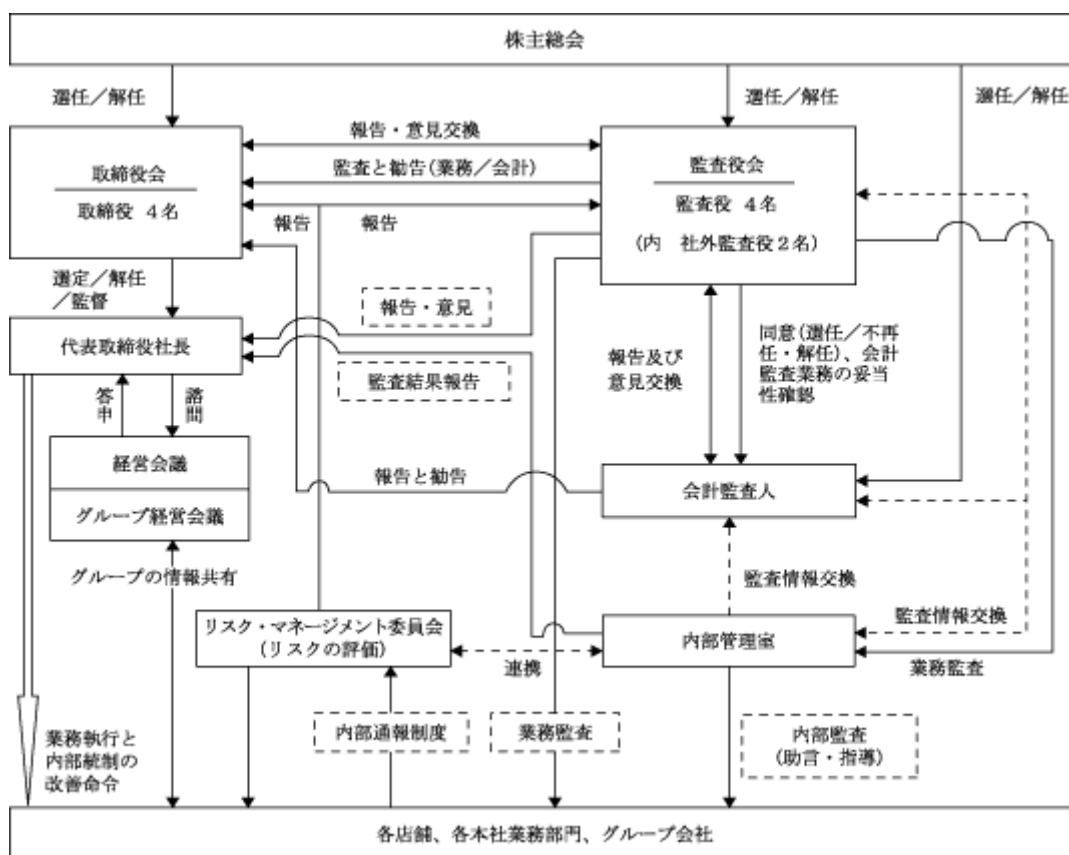 株主総会
選任／解任
選任／解任
選任／解任
報告・意見交換
監査と勧告(業務／会計)
報告
報告
取締役会
取締役 4名
監査役会
監査役 4名
(内 社外監査役2名)
選定／解任
／監督
報告・意見
代表取締役社長
監査結果報告
報告及び
意見交換
同意(選任／不再
任・解任)、会計
監査業務の妥当
性確認
答申
諮問
経営会議
グループ経営会議
報告と勧告
会計監査人
グループの情報共有
監査情報交換
監査情報交換
リスク・マネージメント委員会
(リスクの評価)
連携
内部管理室
業務監査
業務執行と
内部統制の
改善命令
内部通報制度
業務監査
内部監査
(助言・指導)
各店舗、各本社業務部門、グループ会社